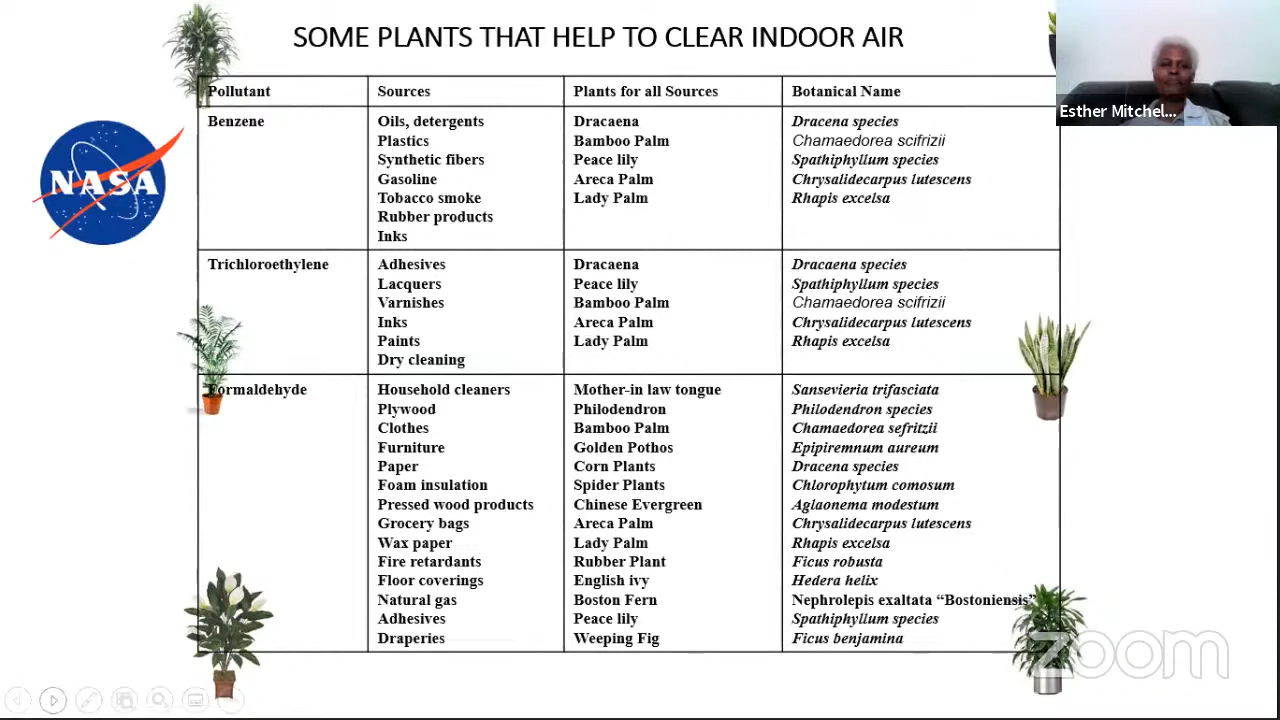 SOME PLANTS THAT HELP TO CLEAR INDOOR AIR
Esther Mitchel...
NASA
Pollutant Sources Plants for all Sources Botanical Name
Benzene Oils, detergents Dracaena Dracena species
Plastics Bamboo Palm Chamaedorea scifrizii
Synthetic fibers Peace lily Spathiphyllum species
Gasoline Areca Palm Chrysalidecarpus lutescens
Tobacco smoke Lady Palm Rhapis excelsa
Rubber products
Inks
Trichloroethylene Adhesives Dracaena Dracaena species
Lacquers Peace lily Spathiphyllum species
Varnishes Bamboo Palm Chamaedorea scifrizii
Inks Areca Palm Chrysalidecarpus lutescens
Paints Lady Palm Rhapis excelsa
Dry cleaning
Formaldehyde Household cleaners Mother-in law tongue Sansevieria trifasciata
Plywood Philodendron Philodendron species
Clothes Bamboo Palm Chamaedorea sefritzii
Furniture Golden Pothos Epipiremnum aureum
Paper Corn Plants Dracena species
Foam insulation Spider Plants Chlorophytum comosum
Pressed wood products Chinese Evergreen Aglaonema modestum
Grocery bags Areca Palm Chrysalidecarpus lutescens
Wax paper Lady Palm Rhapis excelsa
Fire retardants Rubber Plant Ficus robusta
Floor coverings English ivy Hedera helix
Natural gas Boston Fern Nephrolepis exaltata “Bostoniensis”
Adhesives Peace lily Spathiphyllum species
Draperies Weeping Fig Ficus benjamina
zoom